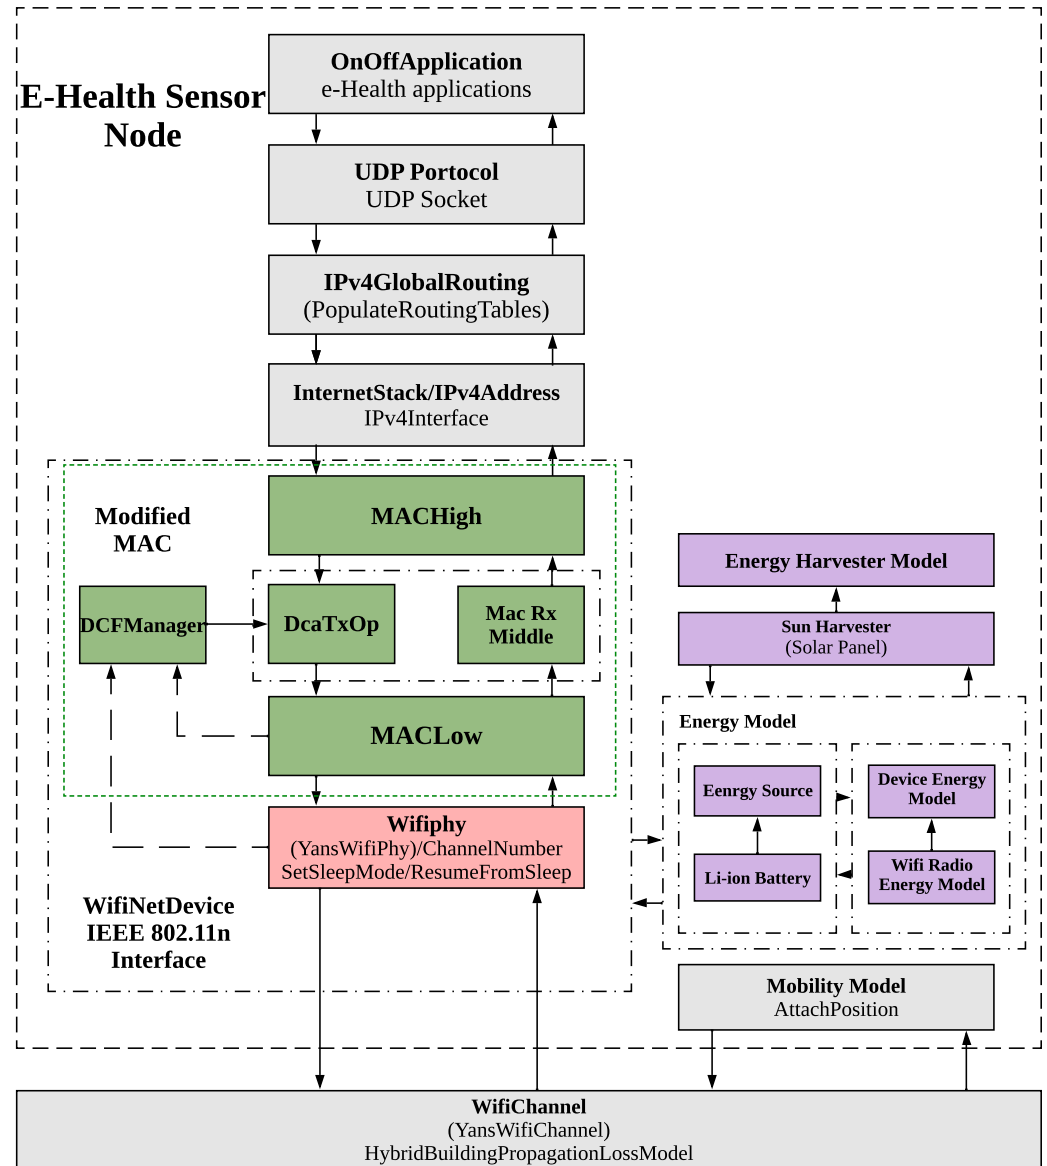 OnOffApplication
e-Health applications
E-Health Sensor
Node
UDP Portocol
UDP Socket
IPv4GlobalRouting
(PopulateRoutingTables)
InternetStack/IPv4Address
IPv4Interface
Modified
MAC
MACHigh
DCFManager
DcaTxOp
Mac Rx
Middle
MACLow
Wifiphy
(YansWifiPhy)/ChannelNumber
SetSleepMode/ResumeFromSleep
WifiNetDevice
IEEE 802.11n
Interface
Energy Harvester Model
Sun Harvester
(Solar Panel)
Energy Model
Eenrgy Source
Li-ion Battery
Device Energy
Model
Wifi Radio
Energy Model
Mobility Model
AttachPosition
WifiChannel
(YansWifiChannel)
HybridBuildingPropagationLossModel